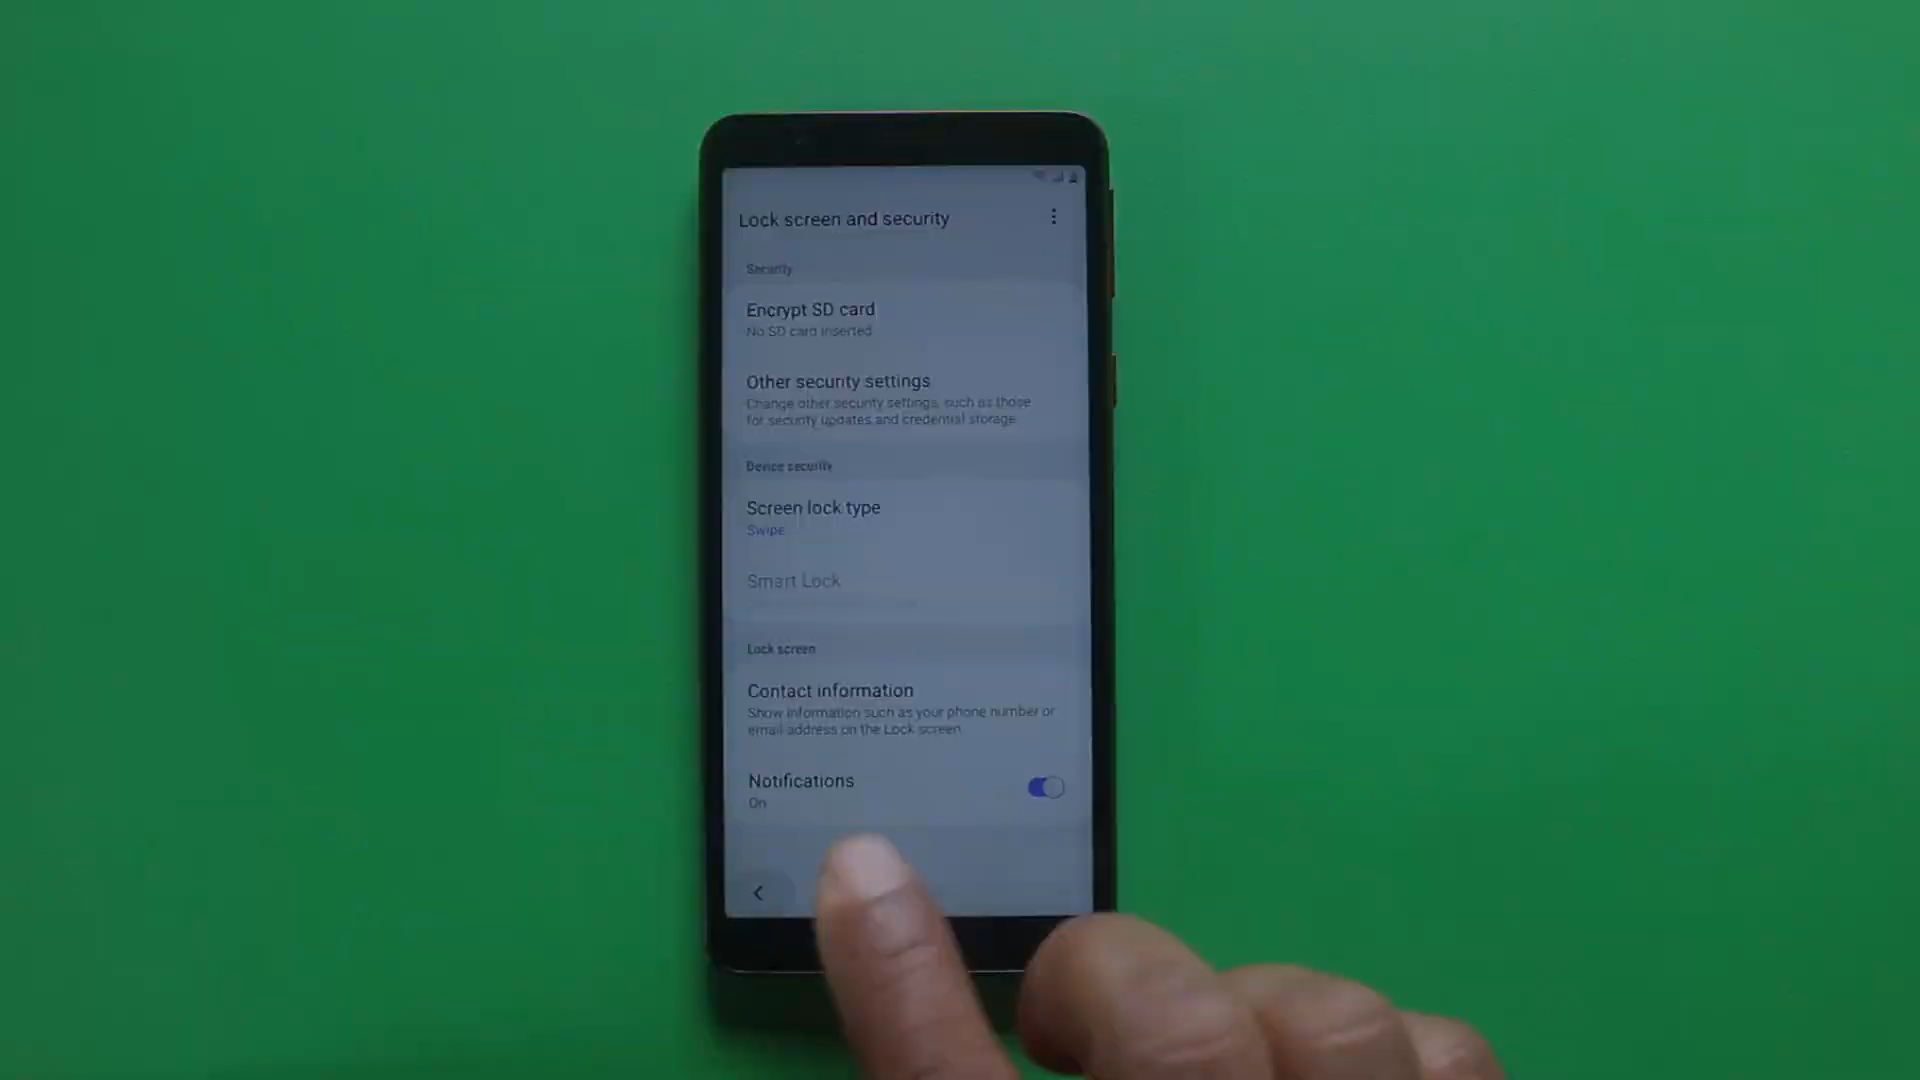 Lock screen and security
Security
Encrypt SD card
No SD card inserted
Other security settings
Change other security settings, such as those
for security updates and credential storage.
Device security
Screen lock type
Swipe
Smart Lock
Lock screen
Contact information
Show information such as your phone number or
email address on the Lock screen.
Notifications
On